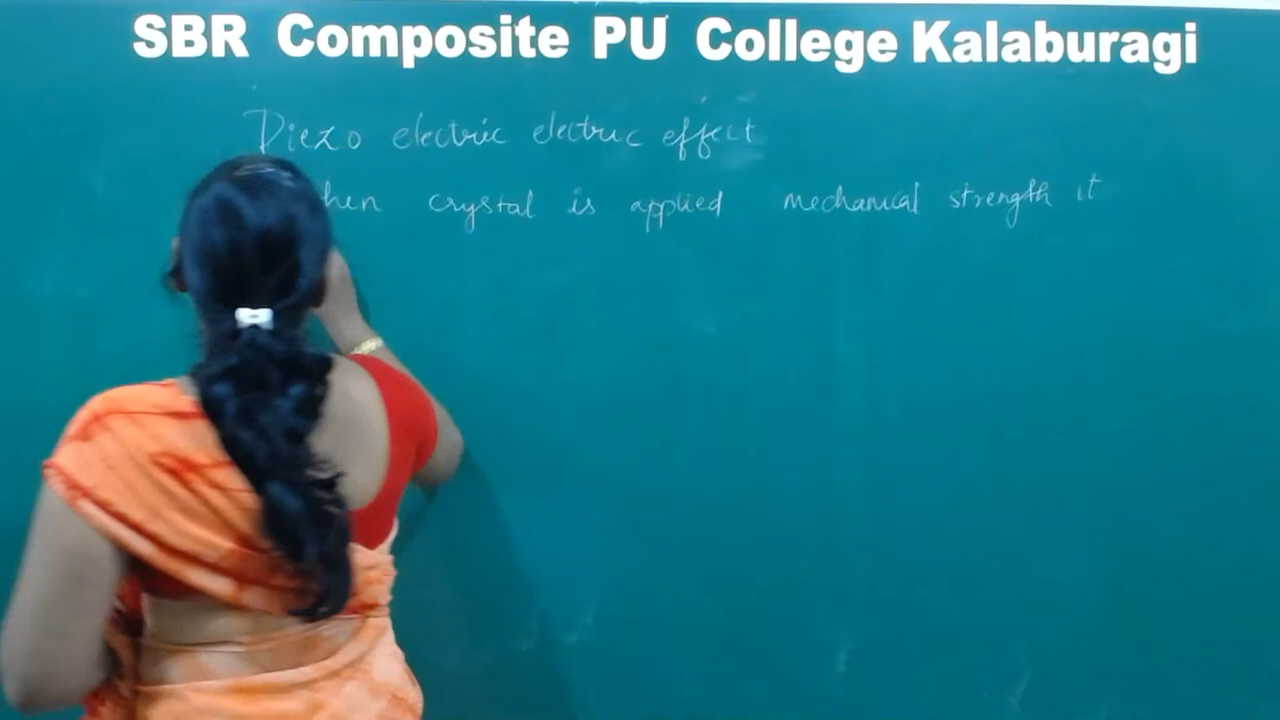 SBR Composite PU College Kalaburagi
Piezo electric electric effect
hen crystal is applied mechanical strength it